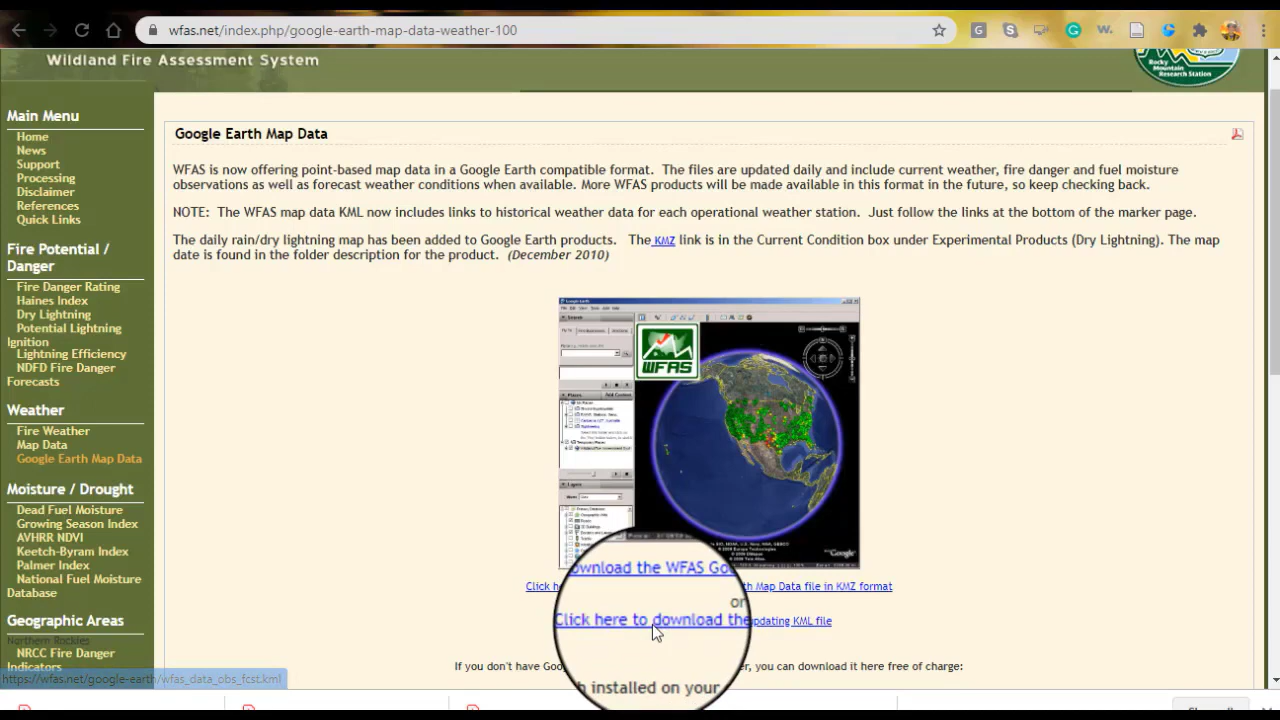 wfas.net/index.php/google-earth-map-data-weather-100
Wildland Fire Assessment System
Rocky
Mountain
Research Station
Main Menu
Home
News
Support
Processing
Disclaimer
References
Quick Links
Fire Potential /
Danger
Fire Danger Rating
Haines Index
Dry Lightning
Potential Lightning
Ignition
Lightning Efficiency
NDFD Fire Danger
Forecasts
Weather
Fire Weather
Map Data
Google Earth Map Data
Moisture / Drought
Dead Fuel Moisture
Growing Season Index
AVHRR NDVI
Keetch-Byram Index
Palmer Index
National Fuel Moisture
Database
Geographic Areas
Northern Rockies
NRCC Fire Danger
Indicators
https://wfas.net/google-earth/wfas_data_obs_fcst.kml
Google Earth Map Data
WFAS is now offering point-based map data in a Google Earth compatible format. The files are updated daily and include current weather, fire danger and fuel moisture
observations as well as forecast weather conditions when available. More WFAS products will be made available in this format in the future, so keep checking back.
NOTE: The WFAS map data KML now includes links to historical weather data for each operational weather station. Just follow the links at the bottom of the marker page.
The daily rain/dry lightning map has been added to Google Earth products. The KMZ link is in the Current Condition box under Experimental Products (Dry Lightning). The map
date is found in the folder description for the product. (December 2010)
WFAS
Google
Click h
ownload the WFAS Go
th Map Data file in KMZ format
or
Click here to download the
updating KML file
If you don't have Goo
r, you can download it here free of charge:
h installed on your